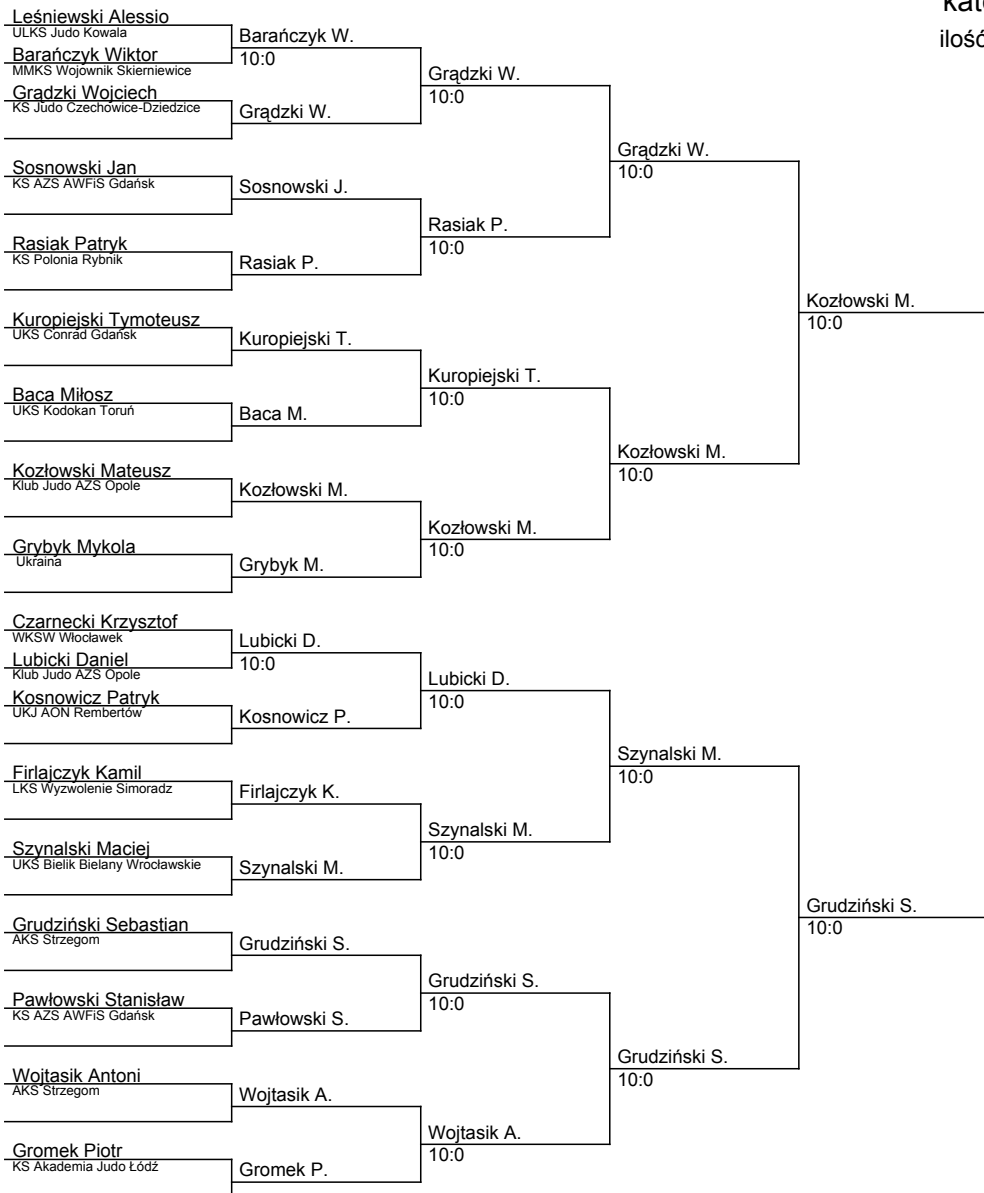 kat
ilość
Leśniewski Alessio
ULKS Judo Kowala
Barańczyk Wiktor
MMKS Wojownik Skierniewice
Grądzki Wojciech
KS Judo Czechowice-Dziedzice
Sosnowski Jan
KS AZS AWFiS Gdańsk
Rasiak Patryk
KS Polonia Rybnik
Kuropiejski Tymoteusz
UKS Conrad Gdańsk
Baca Miłosz
UKS Kodokan Toruń
Kozłowski Mateusz
Klub Judo AZS Opole
Grybyk Mykola
Ukraina
Czarnecki Krzysztof
WKSW Włocławek
Lubicki Daniel
Klub Judo AZS Opole
Kosnowicz Patryk
UKJ AON Rembertów
Firlajczyk Kamil
LKS Wyzwolenie Simoradz
Szynalski Maciej
UKS Bielik Bielany Wrocławskie
Grudziński Sebastian
AKS Strzegom
Pawłowski Stanisław
KS AZS AWFiS Gdańsk
Wojtasik Antoni
AKS Strzegom
Gromek Piotr
KS Akademia Judo Łódź
Barańczyk W.
10:0
Grądzki W.
Sosnowski J.
Rasiak P.
Kuropiejski T.
Baca M.
Kozłowski M.
Grybyk M.
Lubicki D.
10:0
Kosnowicz P.
Firlajczyk K.
Szynalski M.
Grudziński S.
Pawłowski S.
Wojtasik A.
Gromek P.
Grądzki W.
10:0
Rasiak P.
10:0
Kuropiejski T.
10:0
Kozłowski M.
10:0
Lubicki D.
10:0
Szynalski M.
10:0
Grudziński S.
10:0
Wojtasik A.
10:0
Grądzki W.
10:0
Kozłowski M.
10:0
Szynalski M.
10:0
Grudziński S.
10:0
Kozłowski M.
10:0
Grudziński S.
10:0